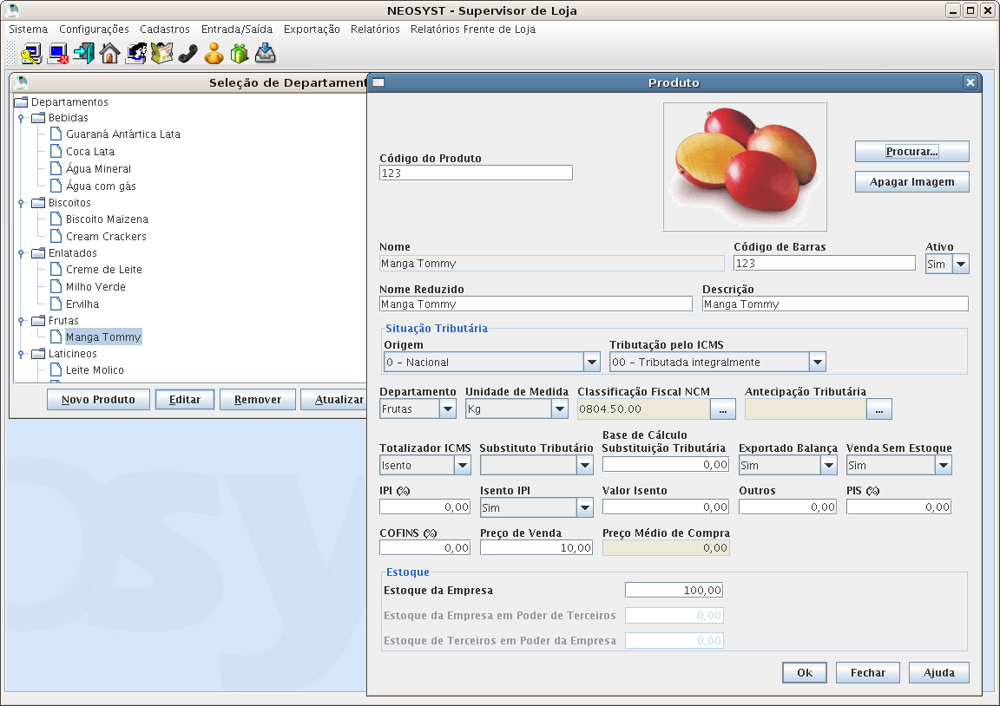 NEOSYST - Supervisor de Loja
Sistema Configurações Cadastros Entrada/Saída Exportação Relatórios Relatórios Frente de Loja
Seleção de Departament
Departamentos
Bebidas
Guaraná Antártica Lata
Coca Lata
Água Mineral
Água com gás
Biscoitos
Biscoito Maizena
Cream Crackers
Enlatados
Creme de Leite
Milho Verde
Ervilha
Frutas
Manga Tommy
Laticineos
Leite Molico
Novo Produto Editar Remover Atualizar
Produto
Código do Produto
123
Procurar...
Apagar Imagem
Nome Código de Barras Ativo
Manga Tommy 123 Sim
Nome Reduzido Descrição
Manga Tommy Manga Tommy
Situação Tributária
Origem Tributação pelo ICMS
0 - Nacional 00 - Tributada integralmente
Departamento Unidade de Medida Classificação Fiscal NCM Antecipação Tributária
Frutas Kg 0804.50.00 ... ...
Base de Cálculo
Totalizador ICMS Substituto Tributário Substituição Tributária Exportado Balança Venda Sem Estoque
Isento 0,00 Sim Sim
IPI (%) Isento IPI Valor Isento Outros PIS (%)
0,00 Sim 0,00 0,00 0,00
COFINS (%) Preço de Venda Preço Médio de Compra
0,00 10,00 0,00
Estoque
Estoque da Empresa 100,00
Estoque da Empresa em Poder de Terceiros 0,00
Estoque de Terceiros em Poder da Empresa 0,00
Ok Fechar Ajuda
osy